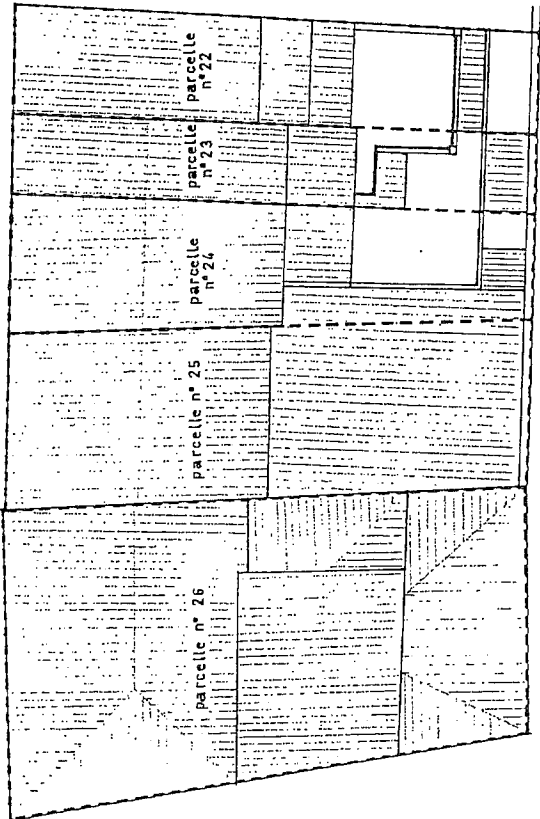 parcelle
n° 22
parcelle
n° 23
parcelle
n° 24
parcelle n° 25
parcelle n° 26